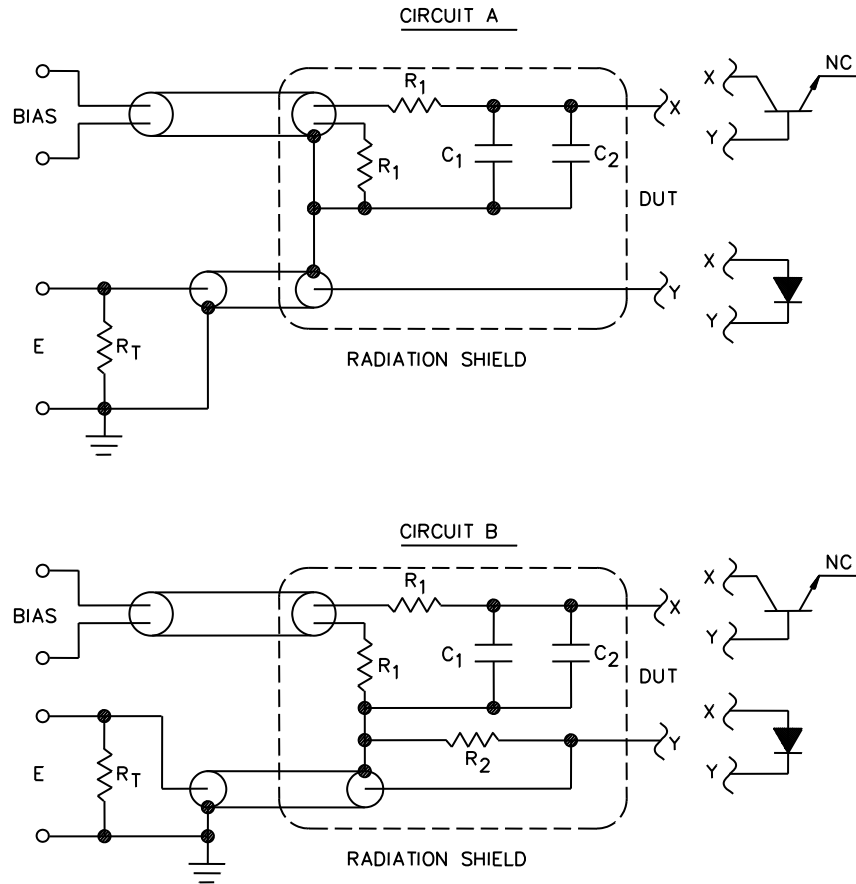 CIRCUIT A
R1
X
X
NC
BIAS
Y
R1
C1
C2
DUT
X
Y
Y
E
RT
RADIATION SHIELD
CIRCUIT B
R1
X
X
NC
BIAS
Y
R1
C1
C2
DUT
X
Y
R2
Y
E
RT
RADIATION SHIELD